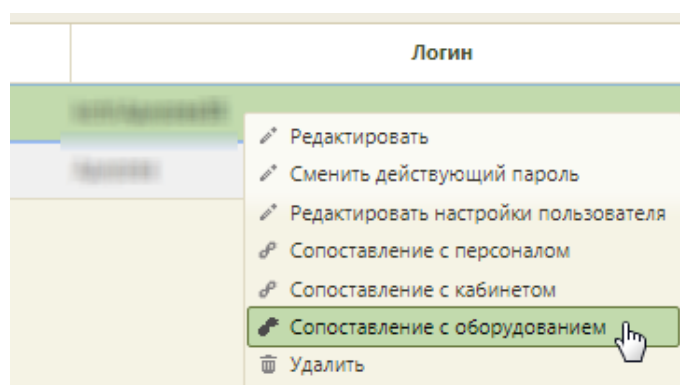 Логин
Редактировать
Сменить действующий пароль
Редактировать настройки пользователя
Сопоставление с персоналом
Сопоставление с кабинетом
Сопоставление с оборудованием
Удалить